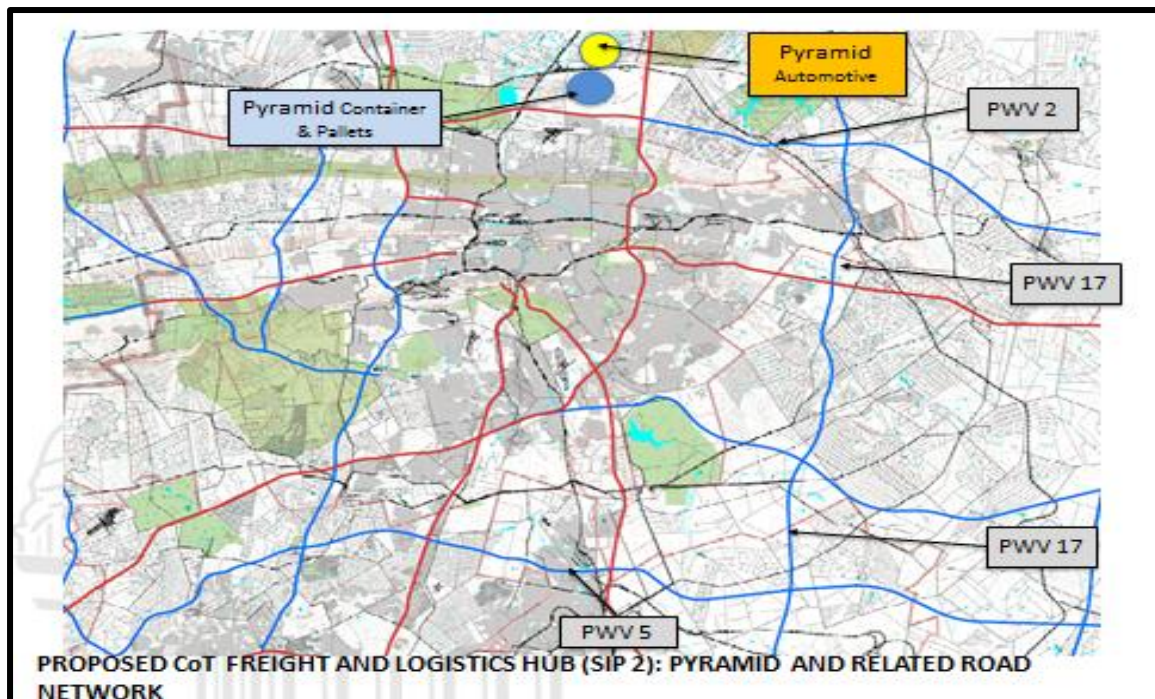 Pyramid
Automotive
Pyramid Container
& Pallets
PWV 2
PWV 17
PWV 17
PWV 5
PROPOSED CoT FREIGHT AND LOGISTICS HUB (SIP 2): PYRAMID AND RELATED ROAD
NETWORK